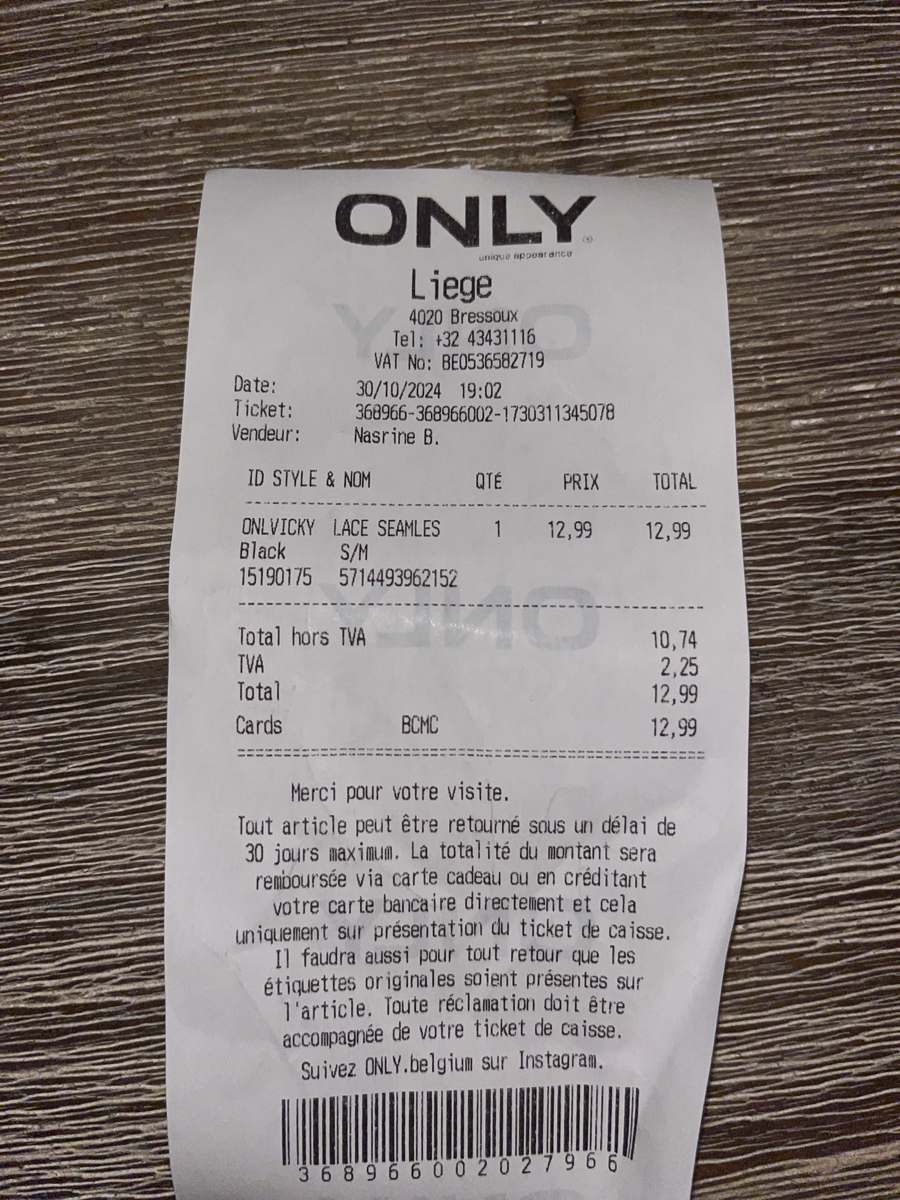 ONLY
unique appearance
Liege
4020 Bressoux
Tel: +32 43431116
VAT No: BE0536582719
Date: 30/10/2024 19:02
Ticket: 368966-368966002-1730311345078
Vendeur: Nasrine B.
ID STYLE & NOM QTÉ PRIX TOTAL
ONLVICKY LACE SEAMLES 1 12,99 12,99
Black S/M
15190175 5714493962152
Total hors TVA 10,74
TVA 2,25
Total 12,99
Cards BCMC 12,99
Merci pour votre visite.
Tout article peut être retourné sous un délai de
30 jours maximum. La totalité du montant sera
remboursée via carte cadeau ou en créditant
votre carte bancaire directement et cela
uniquement sur présentation du ticket de caisse.
Il faudra aussi pour tout retour que les
étiquettes originales soient présentes sur
l'article. Toute réclamation doit être
accompagnée de votre ticket de caisse.
Suivez ONLY.belgium sur Instagram.
368966002027966